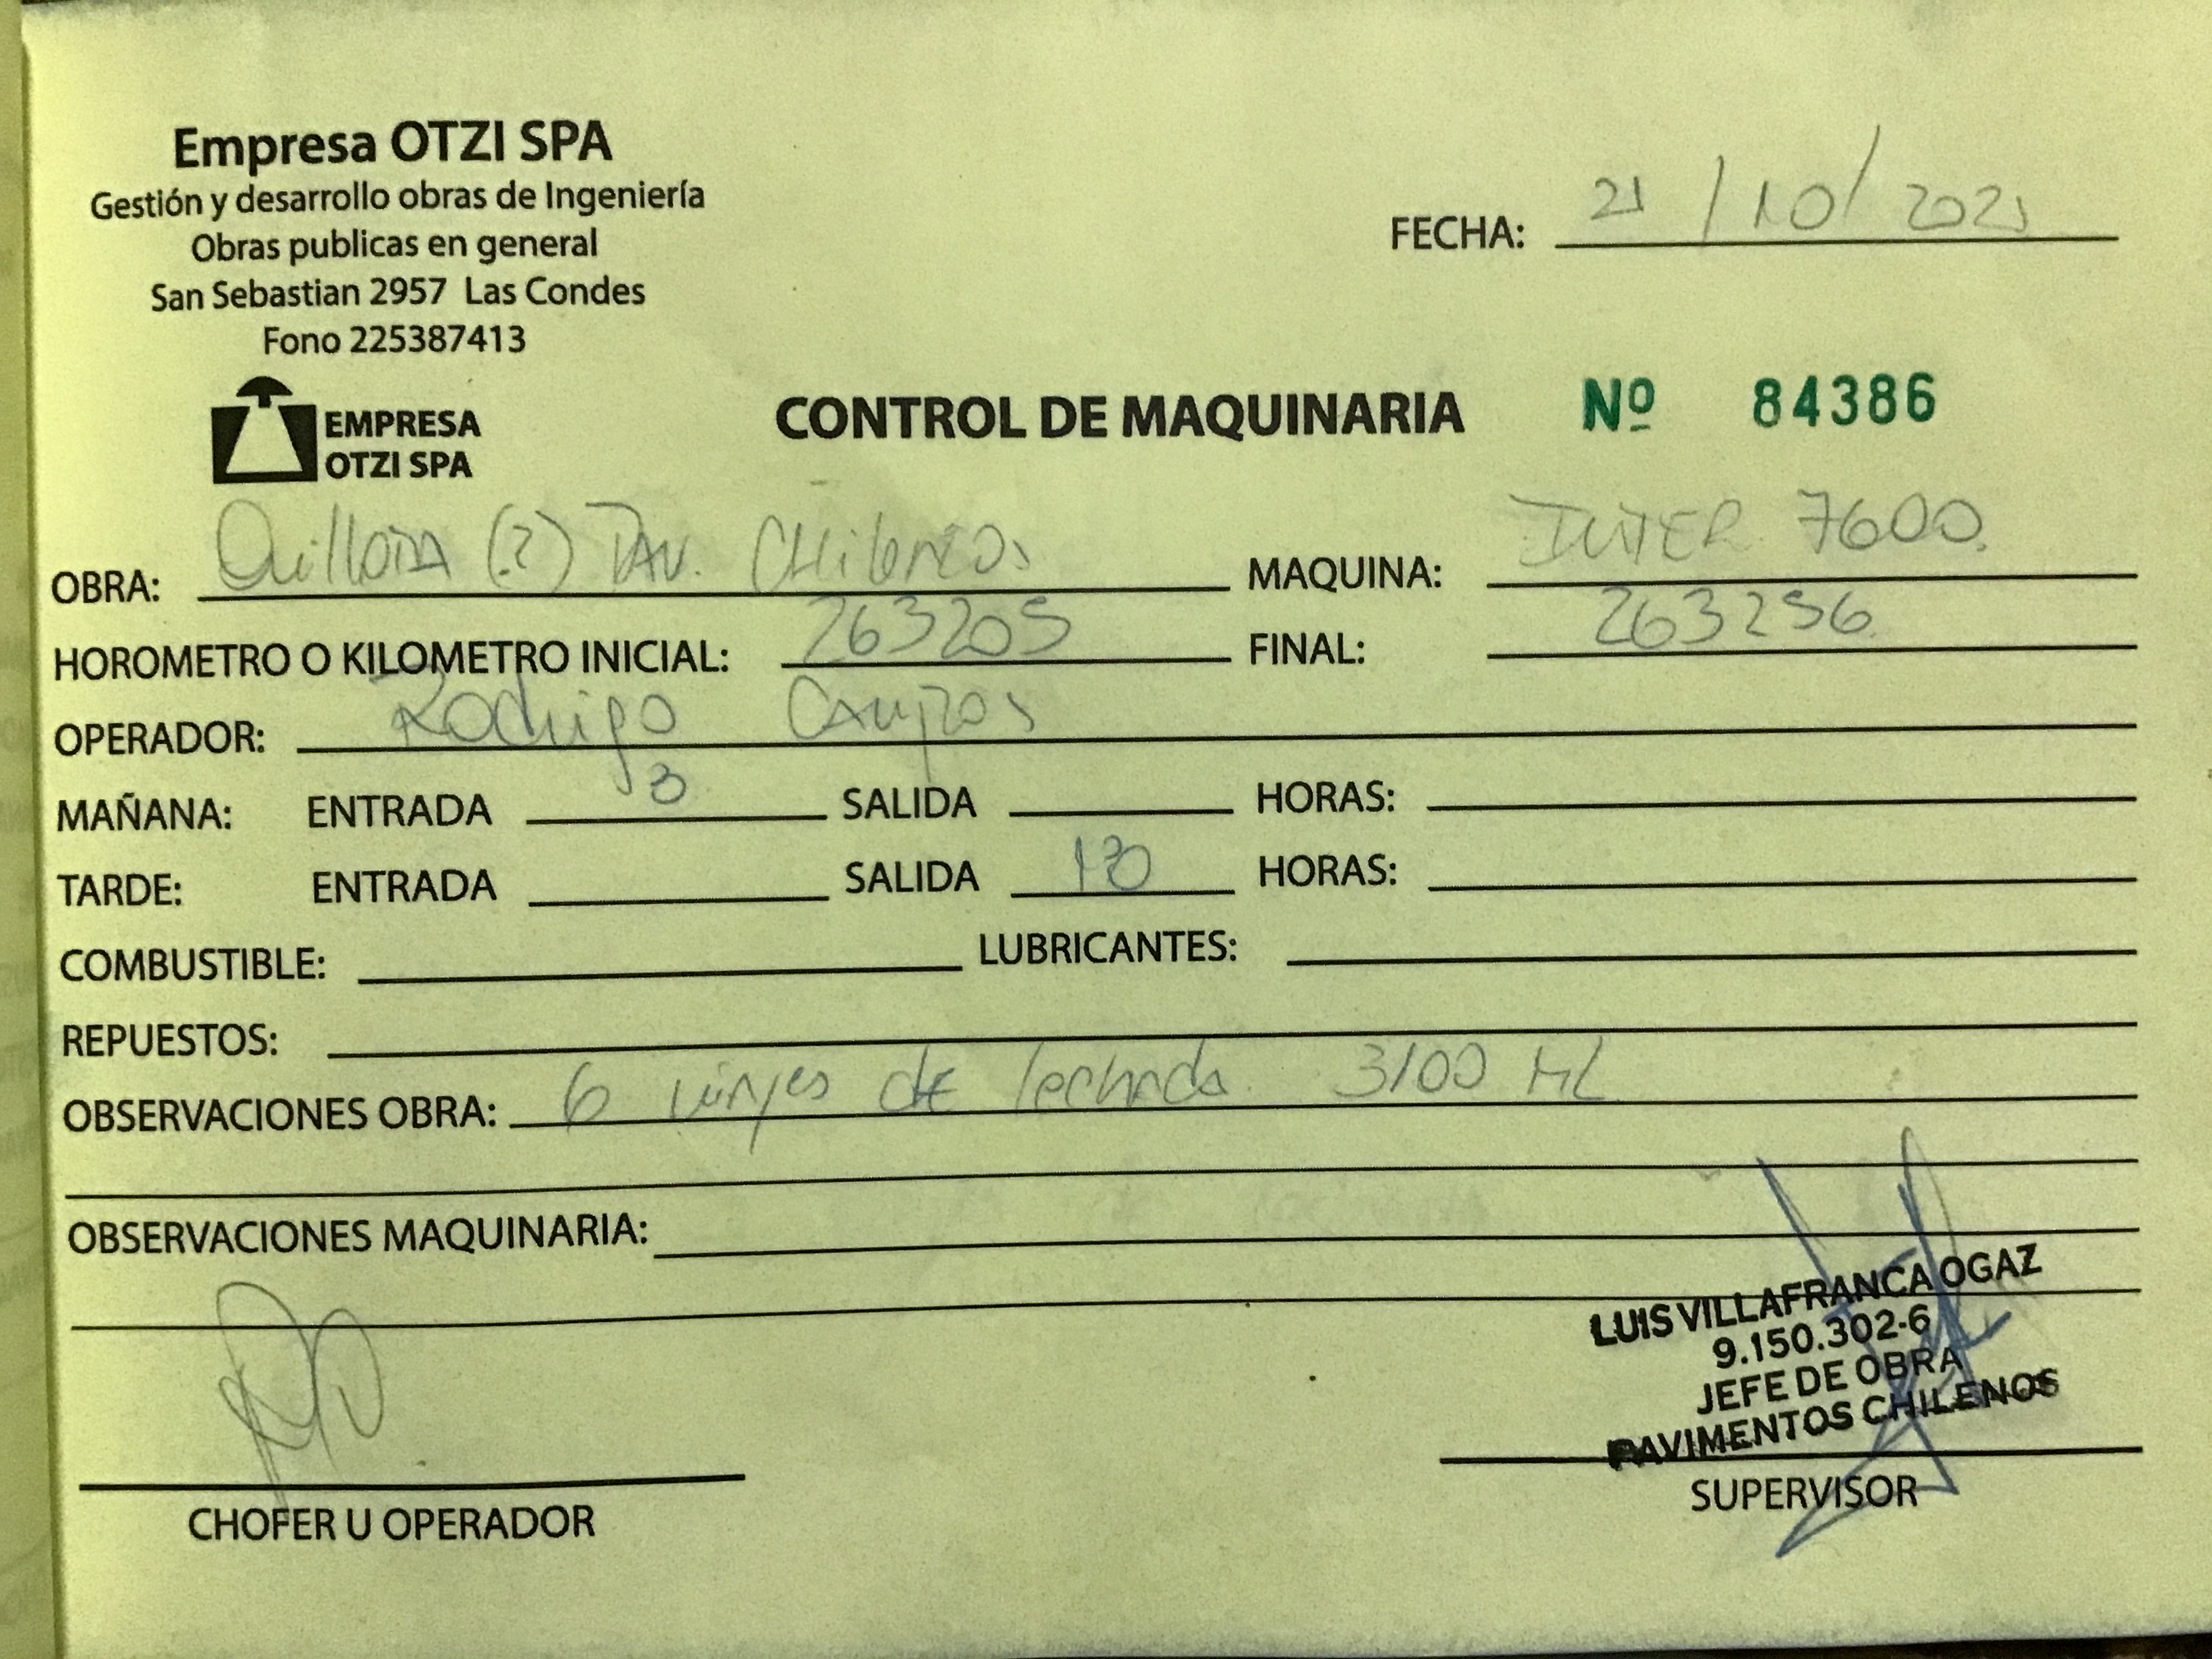 Empresa OTZI SPA
Gestión y desarrollo obras de Ingeniería
Obras publicas en general
San Sebastian 2957 Las Condes
Fono 225387413
EMPRESA
OTZI SPA
FECHA: 21/10/2021
CONTROL DE MAQUINARIA Nº 84386
OBRA: Quillota (2) PAV. CHilenos MAQUINA: INTER 7600.
HOROMETRO O KILOMETRO INICIAL: 263205 FINAL: 263256
OPERADOR: Rodrigo Campos
MAÑANA: ENTRADA SALIDA HORAS:
TARDE: ENTRADA SALIDA HORAS:
COMBUSTIBLE: LUBRICANTES:
REPUESTOS:
OBSERVACIONES OBRA: 6 viajes de lechada 3100 ML
OBSERVACIONES MAQUINARIA:
LUIS VILLAFRANCA OGAZ
9.150.302-6
JEFE DE OBRA
PAVIMENTOS CHILENOS
CHOFER U OPERADOR
SUPERVISOR